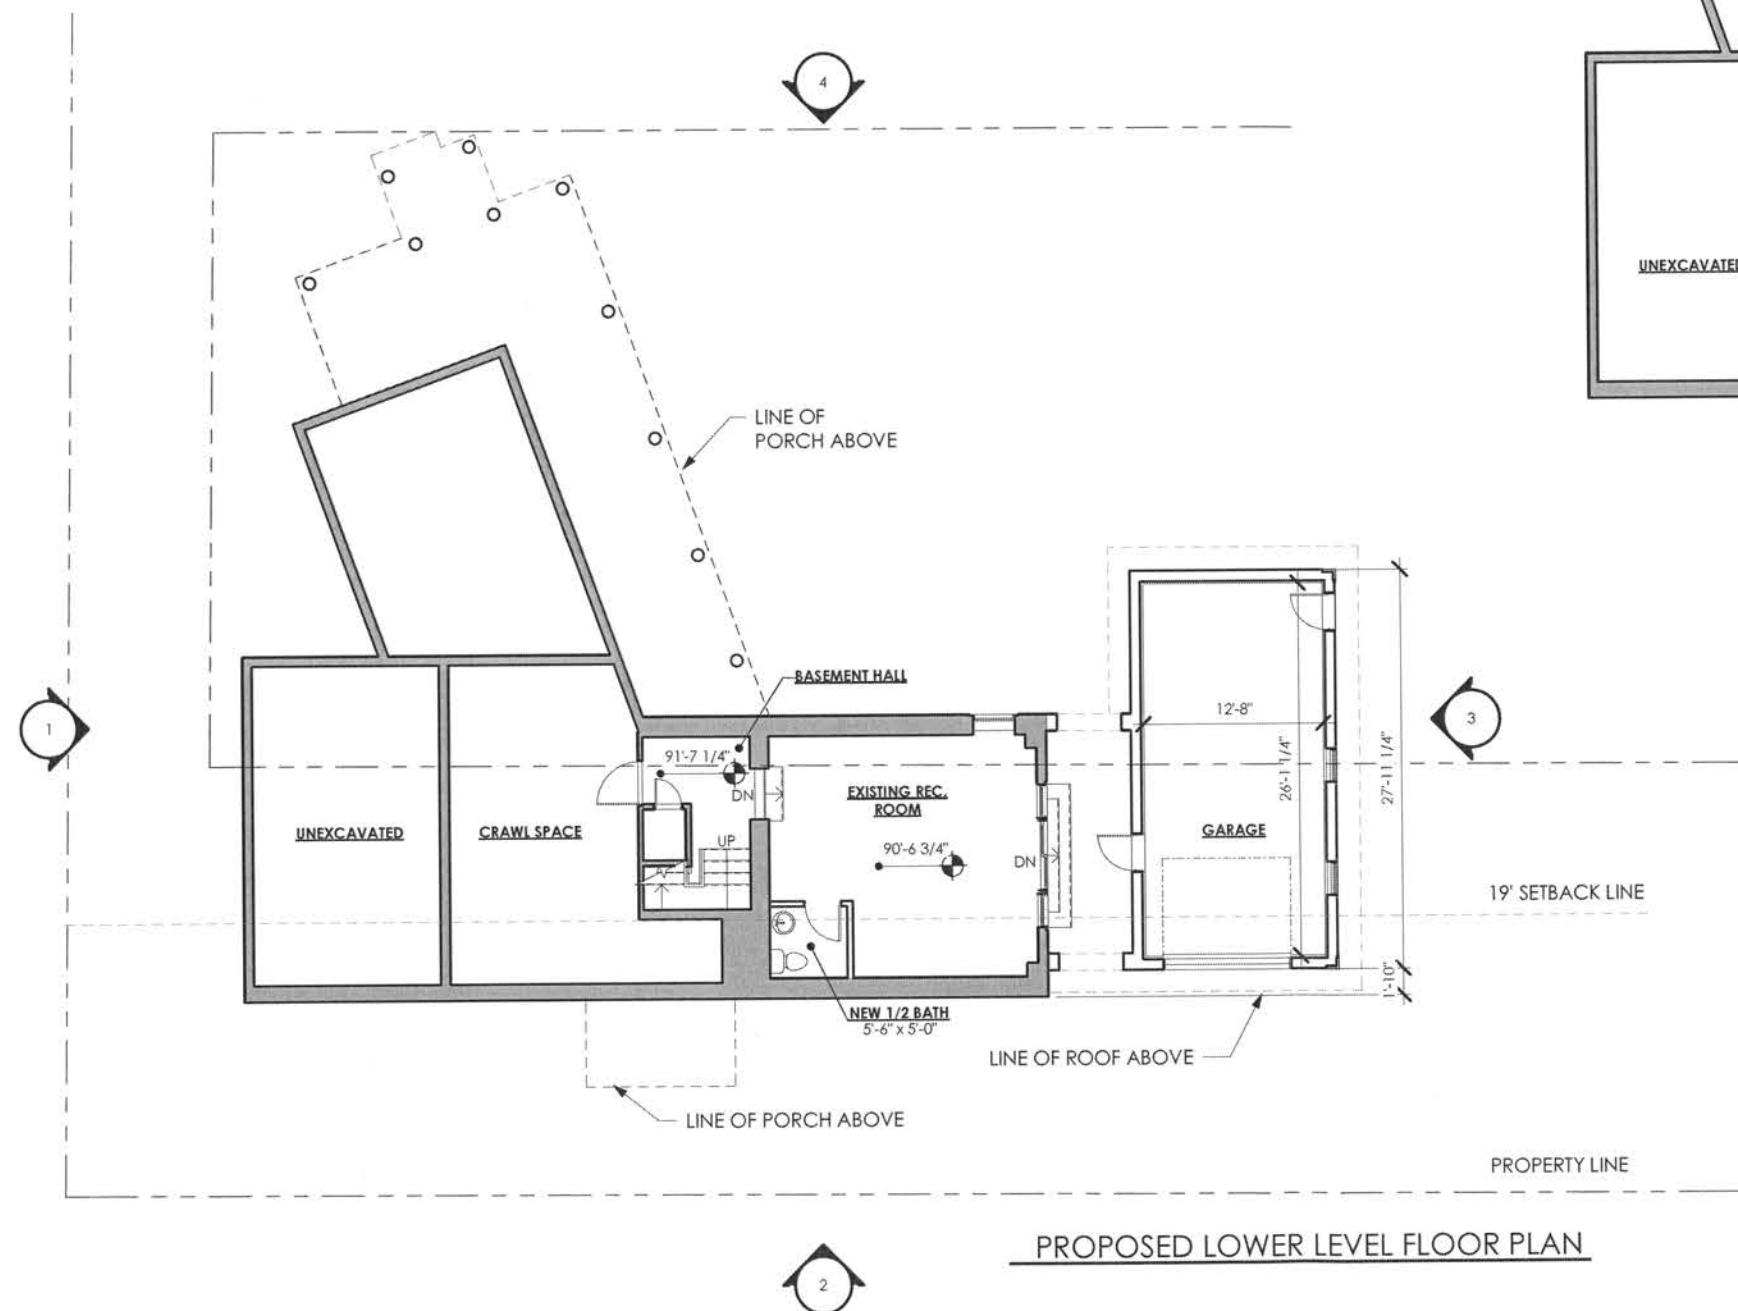 4
UNEXCAVATED
LINE OF
PORCH ABOVE
BASEMENT HALL
1
91'-7 1/4"
DN
12'-8"
3
26'-1 1/4"
27'-11 1/4"
EXISTING REC.
ROOM
UNEXCAVATED
CRAWL SPACE
UP
90'-6 3/4"
DN
GARAGE
19' SETBACK LINE
1'-10"
NEW 1/2 BATH
5'-6" x 5'-0"
LINE OF ROOF ABOVE
LINE OF PORCH ABOVE
PROPERTY LINE
PROPOSED LOWER LEVEL FLOOR PLAN
2